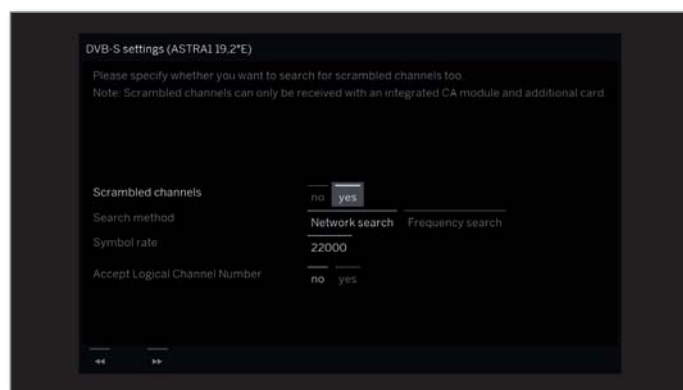 DVB-S settings (ASTRA1 19.2°E)
Please specify whether you want to search for scrambled channels too.
Note: Scrambled channels can only be received with an integrated CA module and additional card.
Scrambled channels no yes
Search method Network search Frequency search
Symbol rate 22000
Accept Logical Channel Number no yes